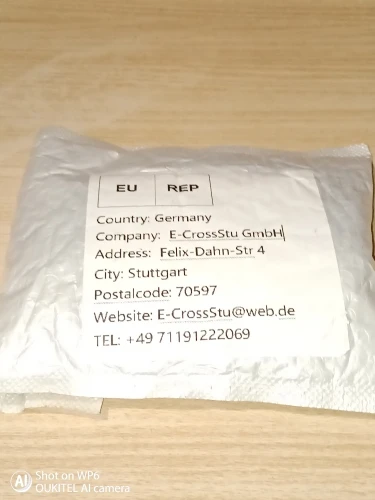 EU REP
Country: Germany
Company: E-CrossStu GmbH
Address: Felix-Dahn-Str 4
City: Stuttgart
Postalcode: 70597
Website: E-CrossStu@web.de
TEL: +49 71191222069
AI Shot on WP6
OUKITEL AI camera